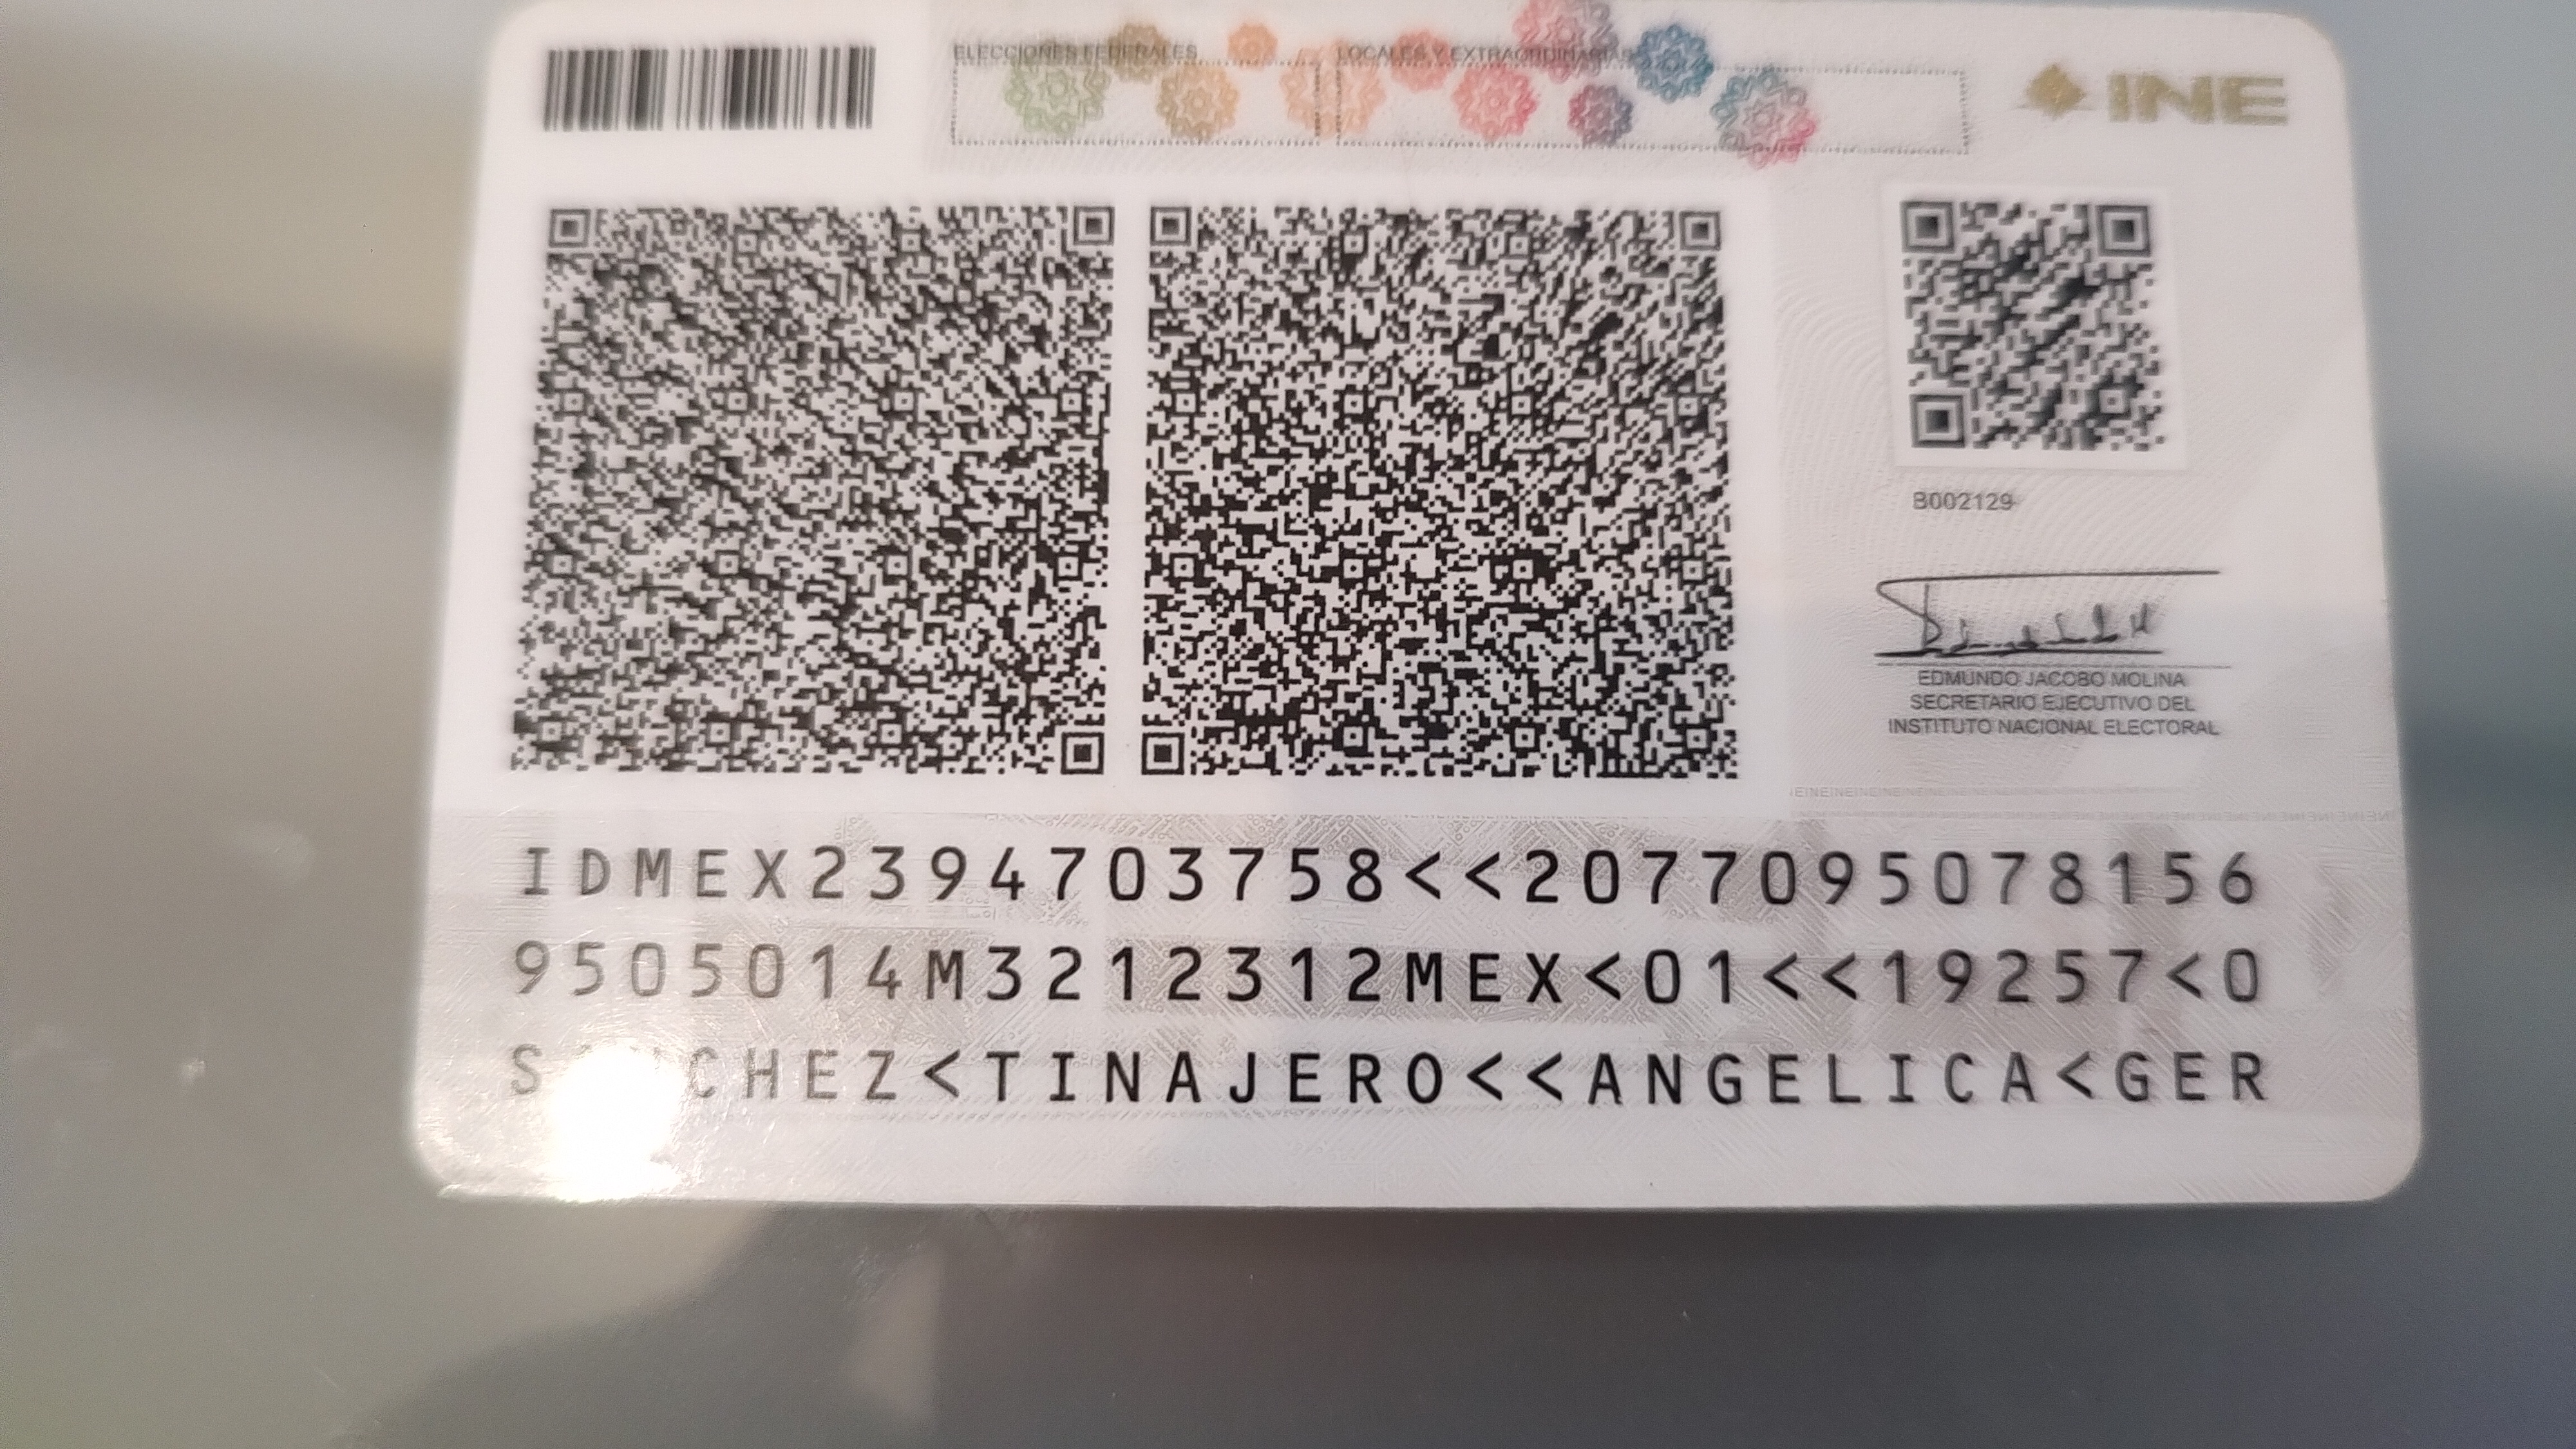 ELECCIONES FEDERALES LOCALES Y EXTRAORDINARIAS
INE
B002129
EDMUNDO JACOBO MOLINA
SECRETARIO EJECUTIVO DEL
INSTITUTO NACIONAL ELECTORAL
IDMEX2394703758<<2077095078156
9505014M3212312MEX<01<<19257<0
<TINAJERO<<ANGELICA<GER